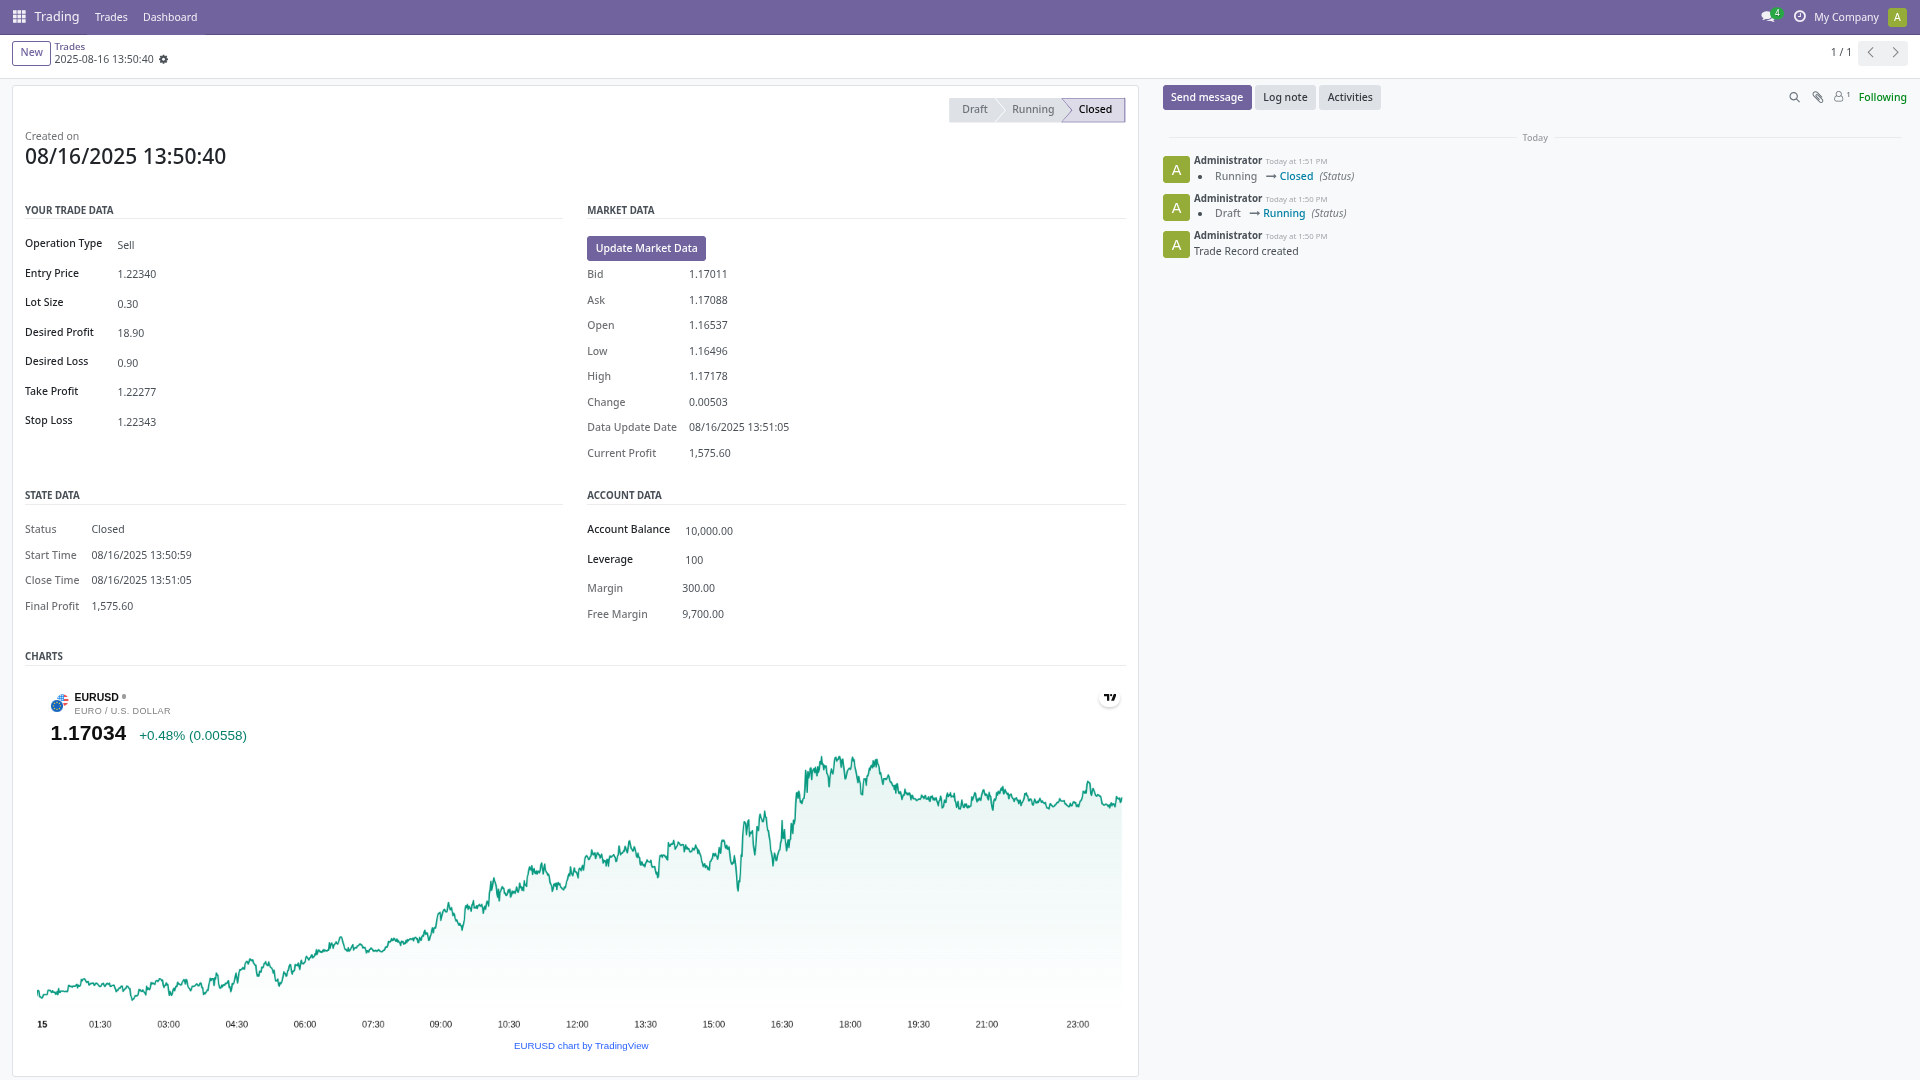 Trading Trades Dashboard 4 My Company A
New Trades
2025-08-16 13:50:40 1 / 1
Draft Running Closed
Created on
08/16/2025 13:50:40
YOUR TRADE DATA
Operation Type Sell
Entry Price 1.22340
Lot Size 0.30
Desired Profit 18.90
Desired Loss 0.90
Take Profit 1.22277
Stop Loss 1.22343
MARKET DATA
Update Market Data
Bid 1.17011
Ask 1.17088
Open 1.16537
Low 1.16496
High 1.17178
Change 0.00503
Data Update Date 08/16/2025 13:51:05
Current Profit 1,575.60
STATE DATA
Status Closed
Start Time 08/16/2025 13:50:59
Close Time 08/16/2025 13:51:05
Final Profit 1,575.60
ACCOUNT DATA
Account Balance 10,000.00
Leverage 100
Margin 300.00
Free Margin 9,700.00
CHARTS
EURUSD
EURO / U.S. DOLLAR
1.17034 +0.48% (0.00558)
15 01:30 03:00 04:30 06:00 07:30 09:00 10:30 12:00 13:30 15:00 16:30 18:00 19:30 21:00 23:00
EURUSD chart by TradingView
Send message Log note Activities 1 Following
Today
A Administrator Today at 1:51 PM
• Running → Closed (Status)
A Administrator Today at 1:50 PM
• Draft → Running (Status)
A Administrator Today at 1:50 PM
Trade Record created